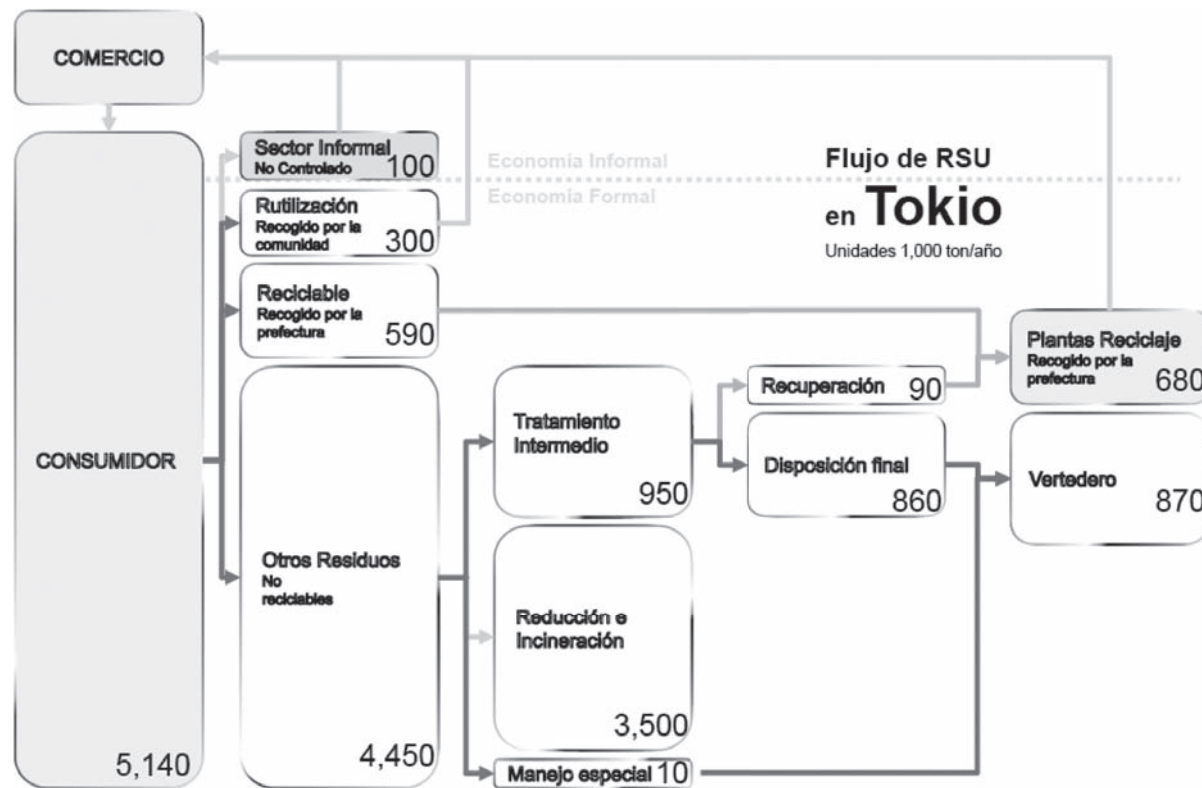 COMERCIO
Sector Informal
No Controlado 100
Economía Informal
Economía Formal
Flujo de RSU
en Tokio
Unidades 1,000 ton/año
Rutilización
Recogido por la
comunidad 300
Reciclable
Recogido por la
prefectura 590
Plantas Reciclaje
Recogido por la
prefectura 680
Recuperación 90
Tratamiento
Intermedio
950
CONSUMIDOR
5,140
Disposición final
860
Vertedero
870
Otros Residuos
No
reciclables
4,450
Reducción e
Incineración
3,500
Manejo especial 10